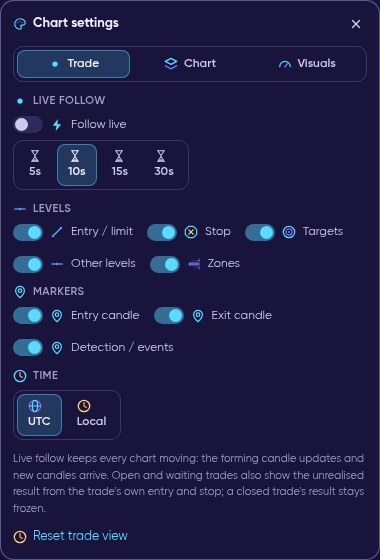 Chart settings
Trade
Chart
Visuals
LIVE FOLLOW
Follow live
5s
10s
15s
30s
LEVELS
Entry / limit
Stop
Targets
Other levels
Zones
MARKERS
Entry candle
Exit candle
Detection / events
TIME
UTC
Local
Live follow keeps every chart moving: the forming candle updates and
new candles arrive. Open and waiting trades also show the unrealised
result from the trade's own entry and stop; a closed trade's result stays
frozen.
Reset trade view